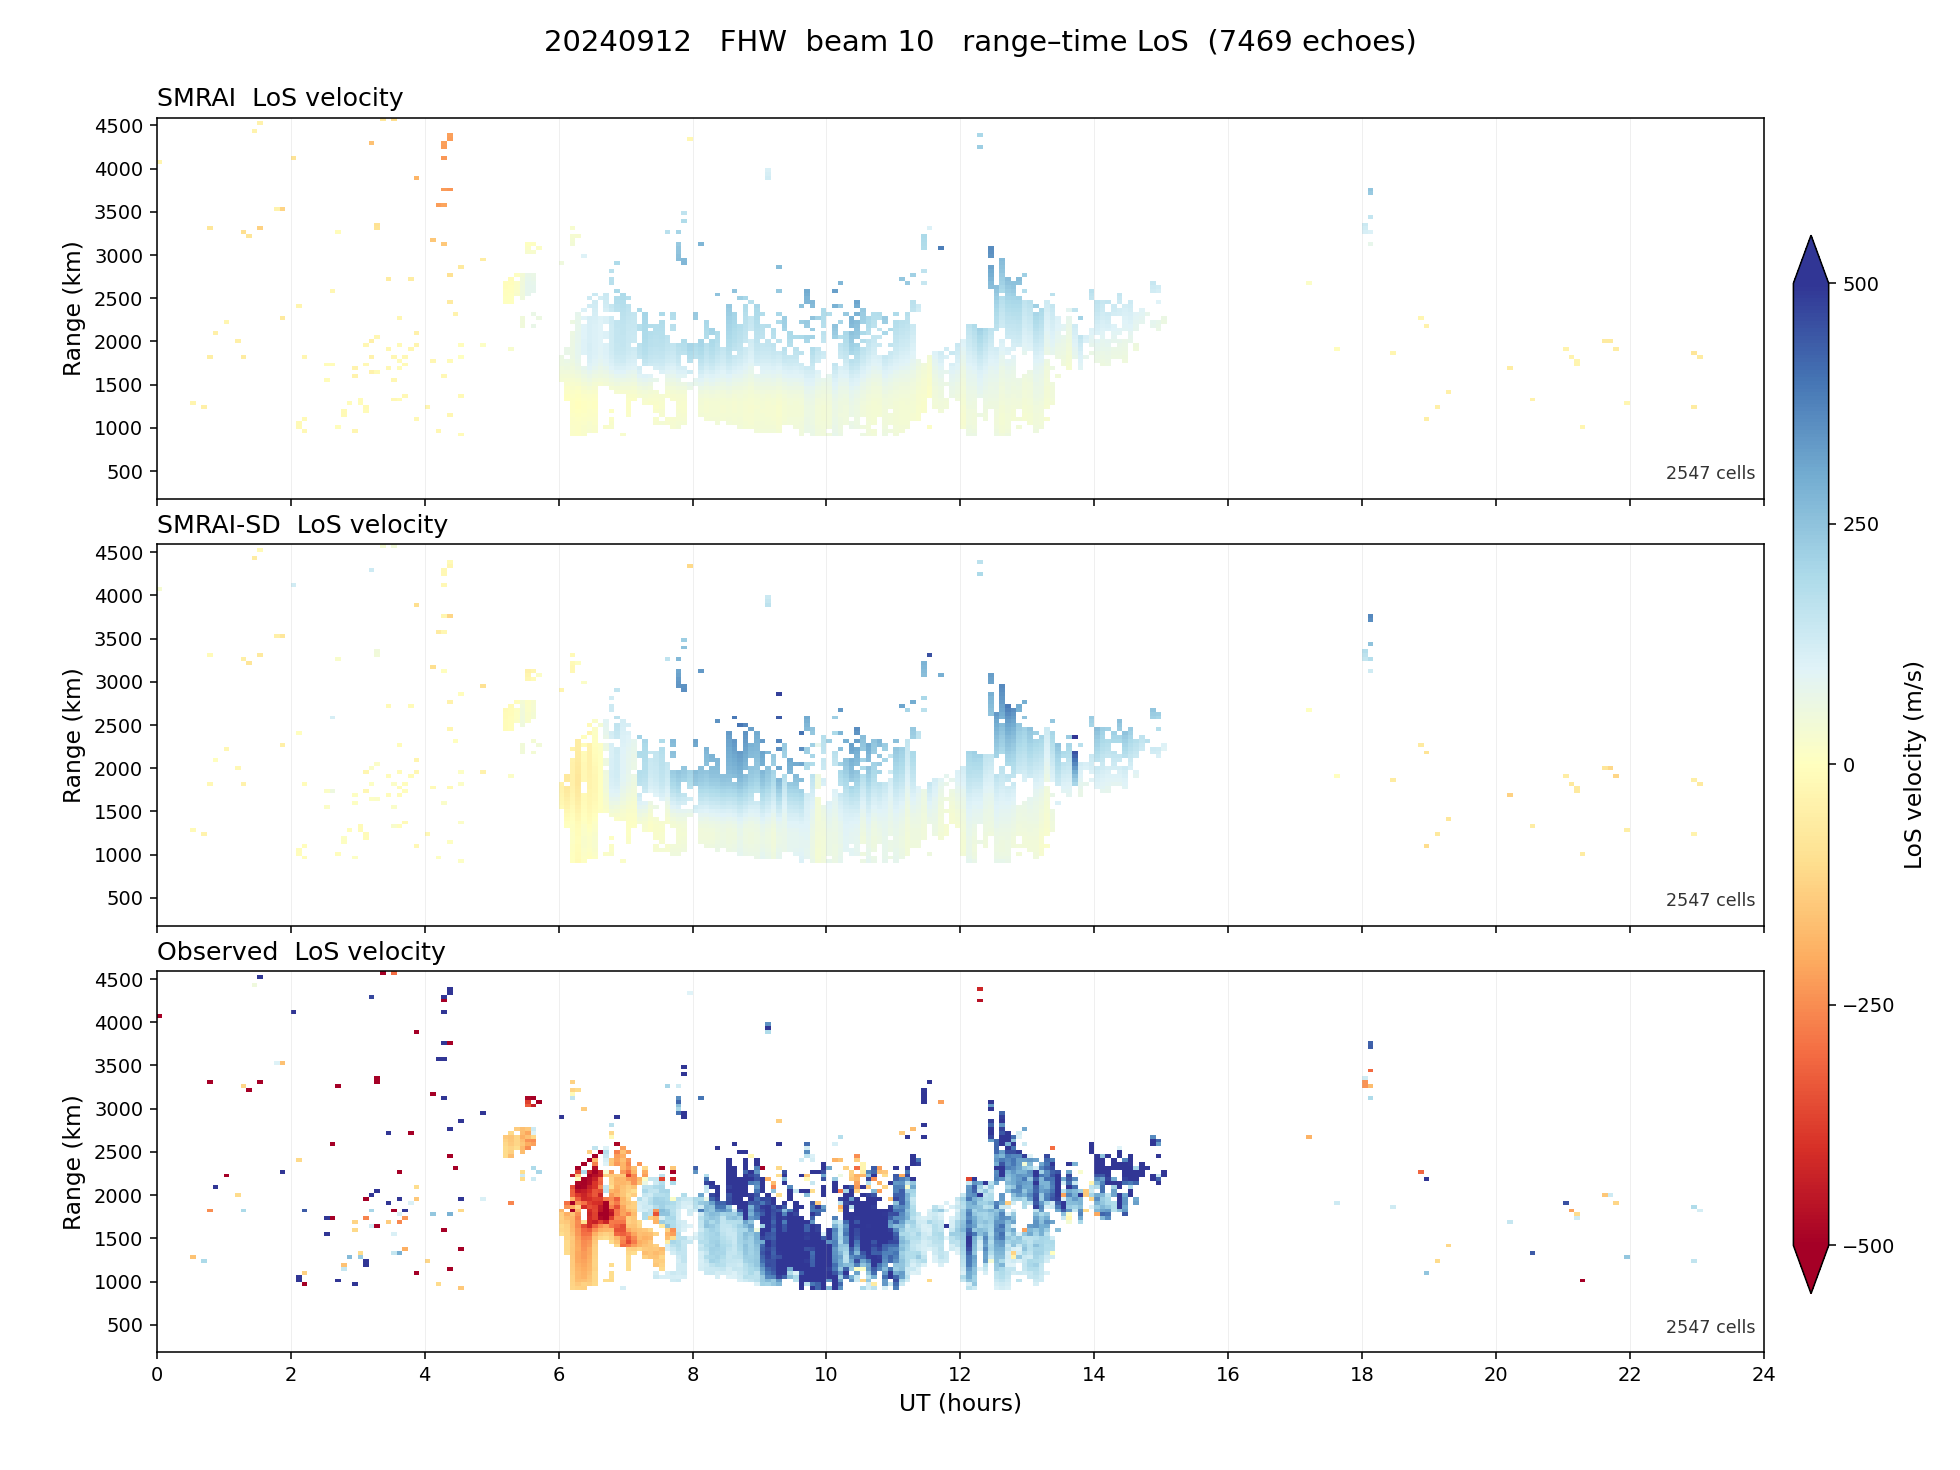 20240912   FHW  beam 10   range–time LoS  (7469 echoes)
SMRAI  LoS velocity
4500
4000
3500
3000
2500
2000
1500
1000
500
Range (km)
2547 cells
SMRAI-SD  LoS velocity
4500
4000
3500
3000
2500
2000
1500
1000
500
Range (km)
2547 cells
Observed  LoS velocity
4500
4000
3500
3000
2500
2000
1500
1000
500
Range (km)
2547 cells
0 2 4 6 8 10 12 14 16 18 20 22 24
UT (hours)
500
250
0
−250
−500
LoS velocity (m/s)